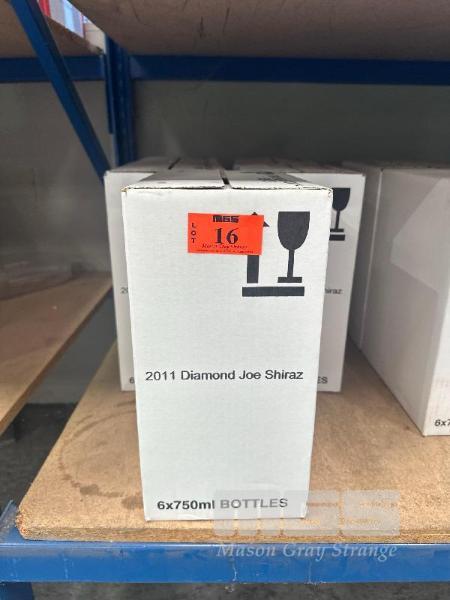 MGS
LOT
16
2011 Diamond Joe Shiraz
6x750ml BOTTLES
MGS
Mason Gray Strange